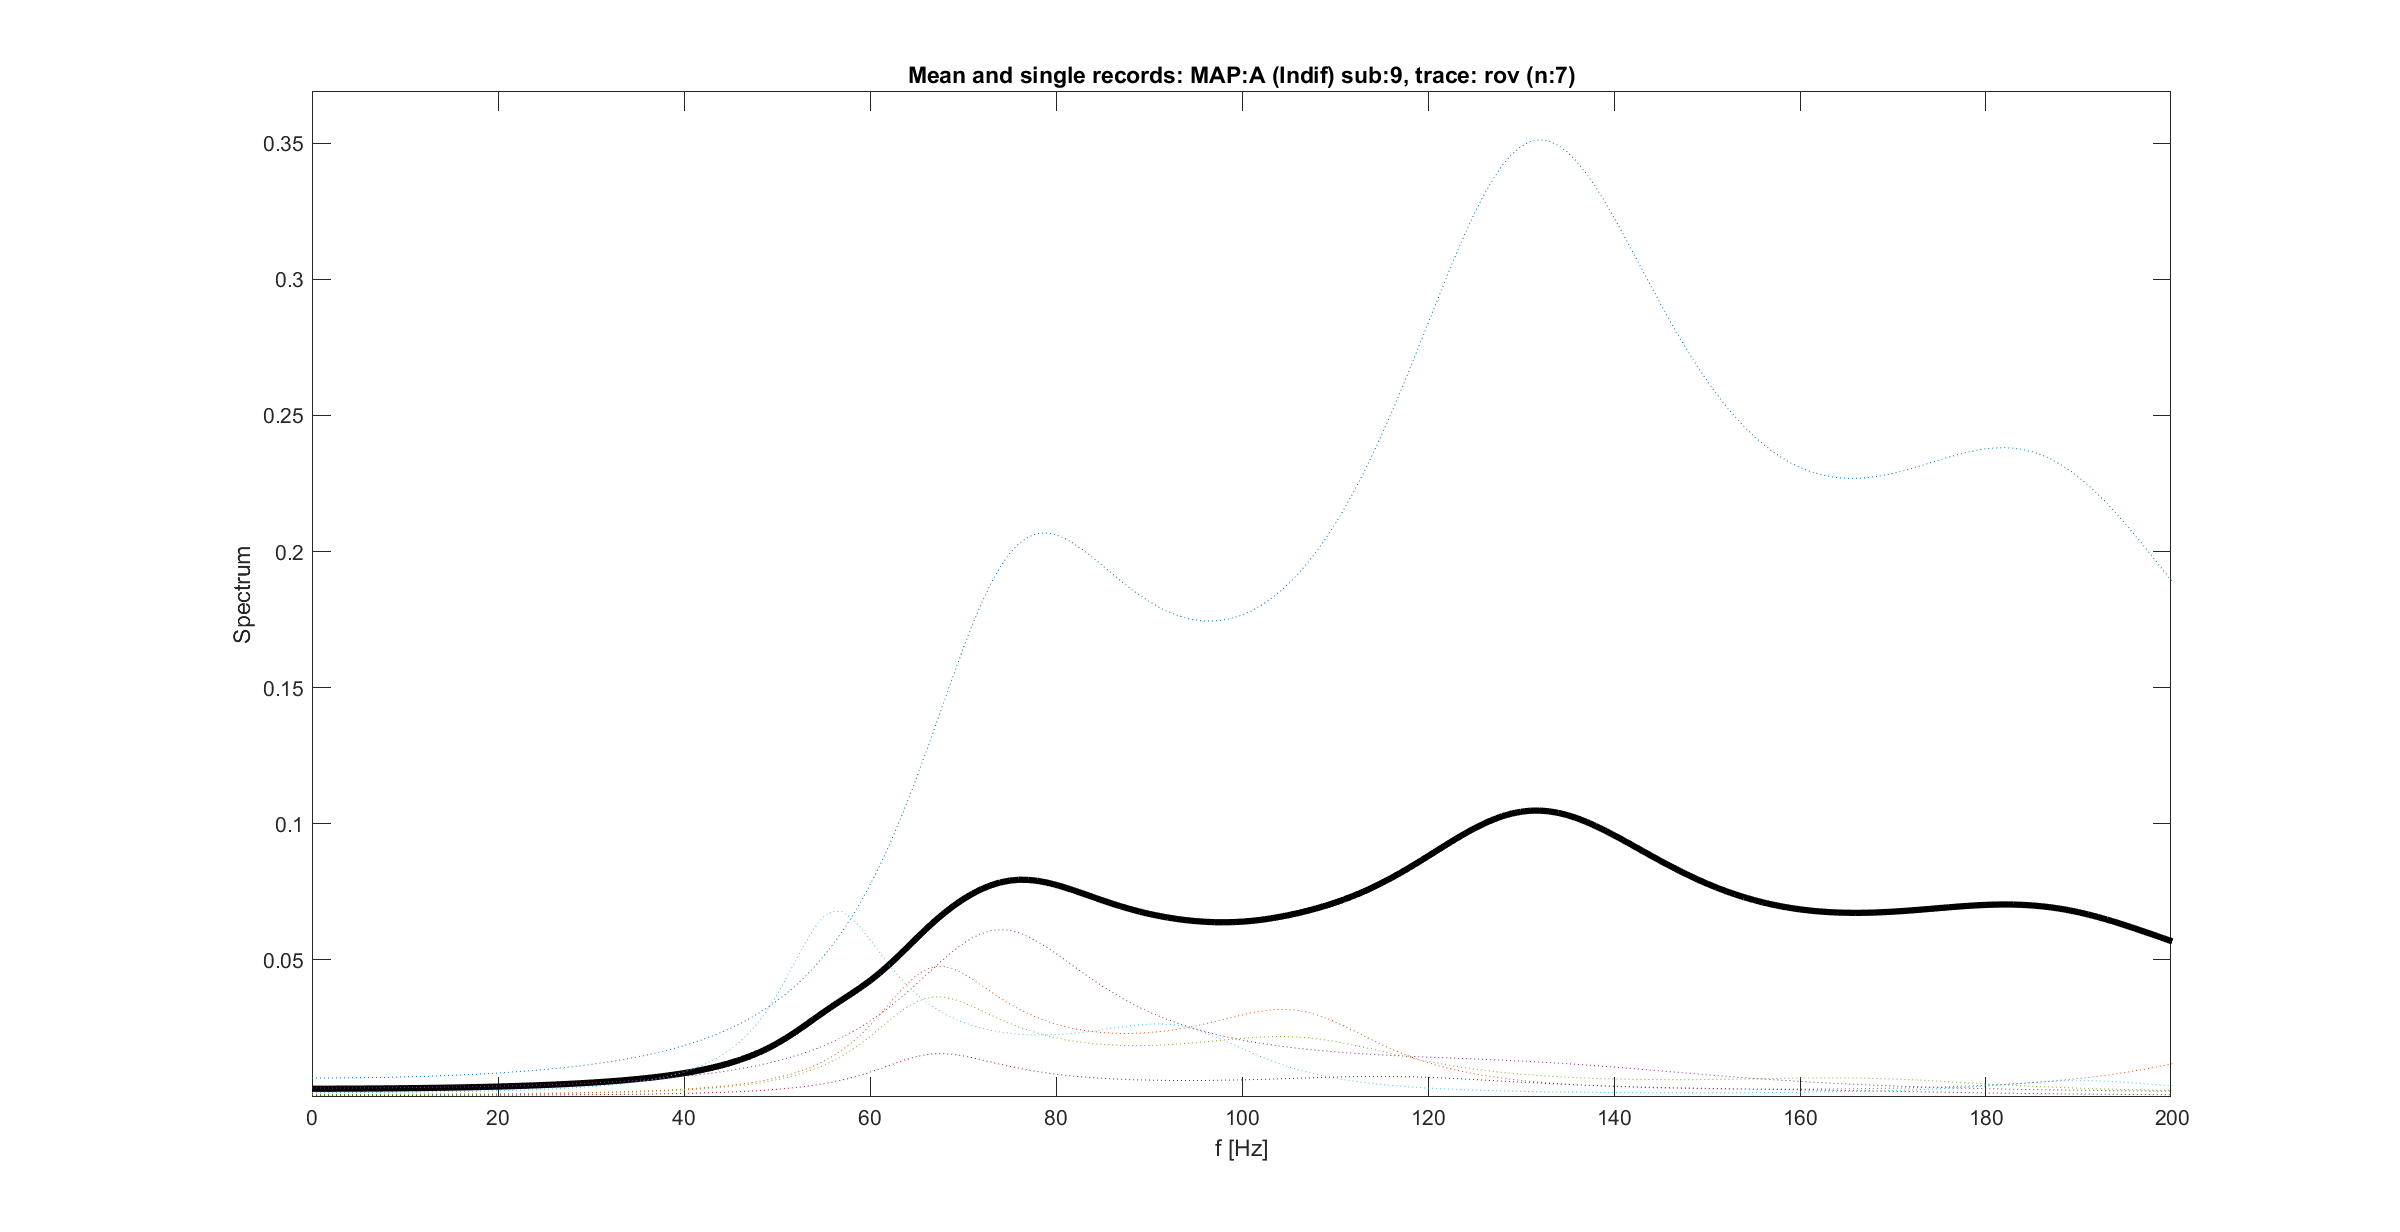 Mean and single records: MAP:A (Indif) sub:9, trace: rov (n:7)
0.35
0.3
0.25
0.2
0.15
0.1
0.05
Spectrum
0 20 40 60 80 100 120 140 160 180 200
f [Hz]